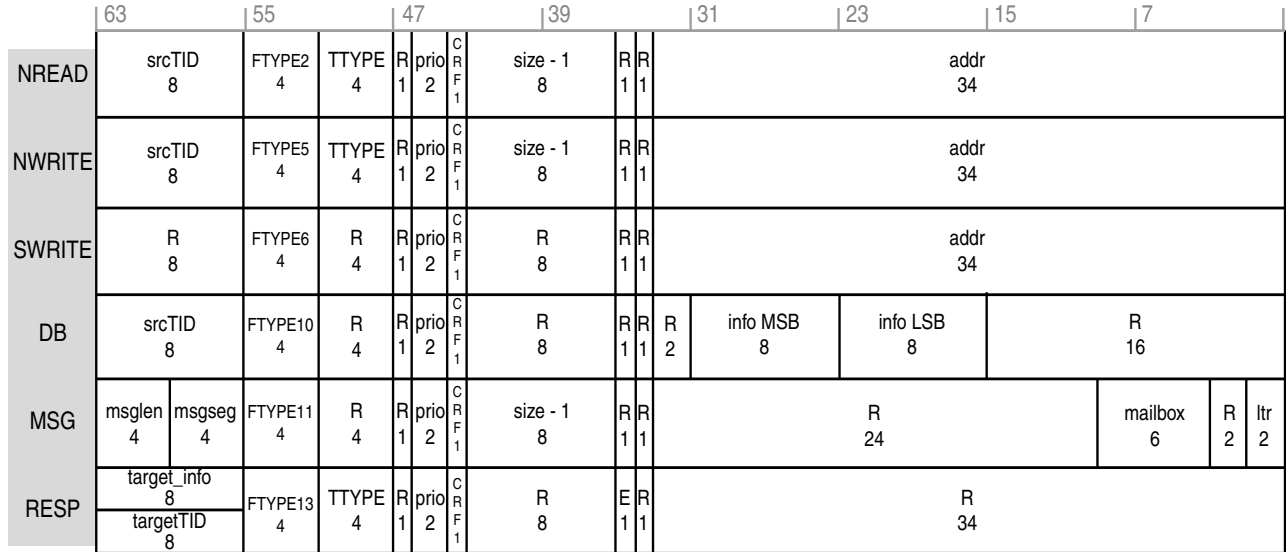 63 55 47 39 31 23 15 7
NREAD srcTID FTYPE2 TTYPE R prio C R F size - 1 R R addr
8 4 4 1 2 1 8 1 1 34
NWRITE srcTID FTYPE5 TTYPE R prio C R F size - 1 R R addr
8 4 4 1 2 1 8 1 1 34
SWRITE R FTYPE6 R R prio C R F R R R addr
8 4 4 1 2 1 8 1 1 34
DB srcTID FTYPE10 R R prio C R F R R R R info MSB info LSB R
8 4 4 1 2 1 8 1 1 2 8 8 16
MSG msglen msgseg FTYPE11 R R prio C R F size - 1 R R R mailbox R ltr
4 4 4 4 1 2 1 8 1 1 24 6 2 2
RESP target_info
8
targetTID
8
FTYPE13 TTYPE R prio C R F R E R R
4 4 1 2 1 8 1 1 34